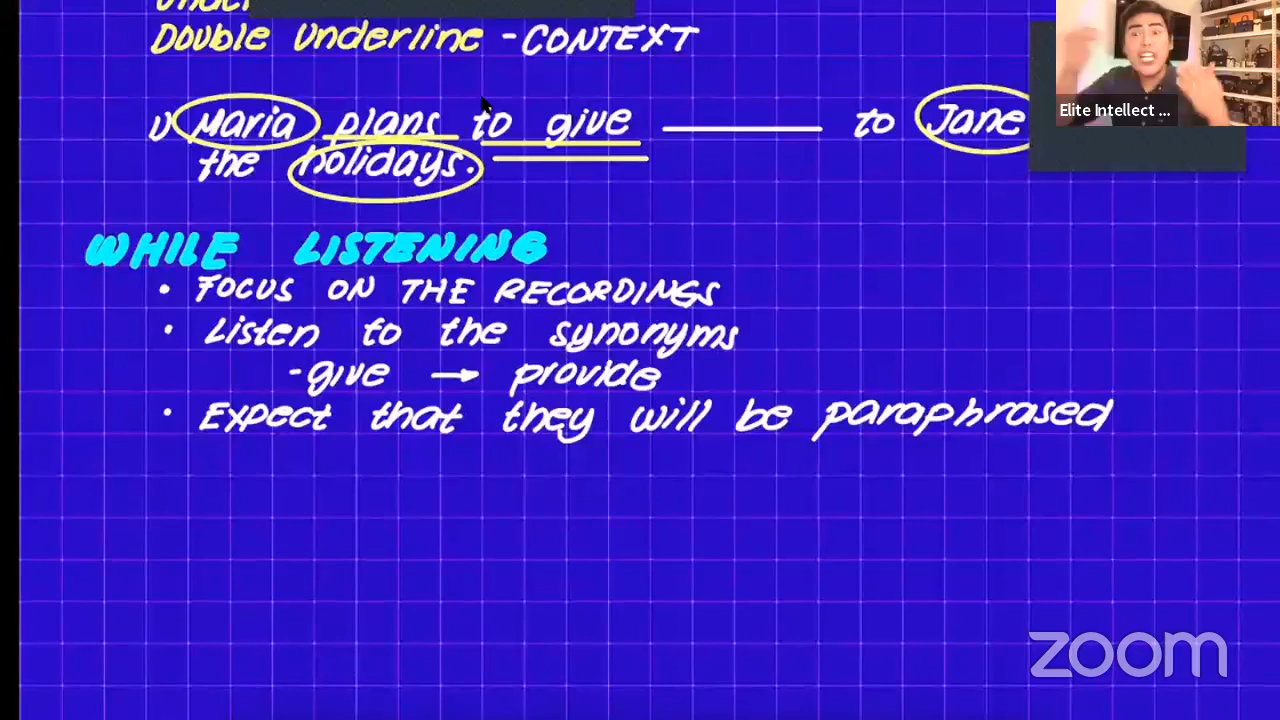 Double Underline - CONTEXT
1) Maria plans to give ________ to Jane
the holidays.
WHILE LISTENING
• FOCUS ON THE RECORDINGS
• Listen to the synonyms
- give → provide
• Expect that they will be paraphrased
Elite Intellect ...
zoom